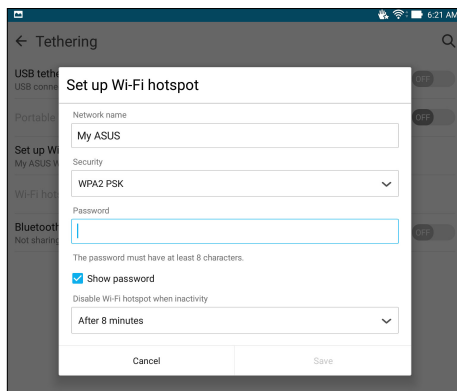 6:21 AM
Tethering
USB tethe
USB conne
OFF
Portable
OFF
Set up Wi
My ASUS W
Wi-Fi hot
Bluetooth
Not sharing
OFF
Set up Wi-Fi hotspot
Network name
My ASUS
Security
WPA2 PSK
Password
The password must have at least 8 characters.
Show password
Disable Wi-Fi hotspot when inactivity
After 8 minutes
Cancel
Save